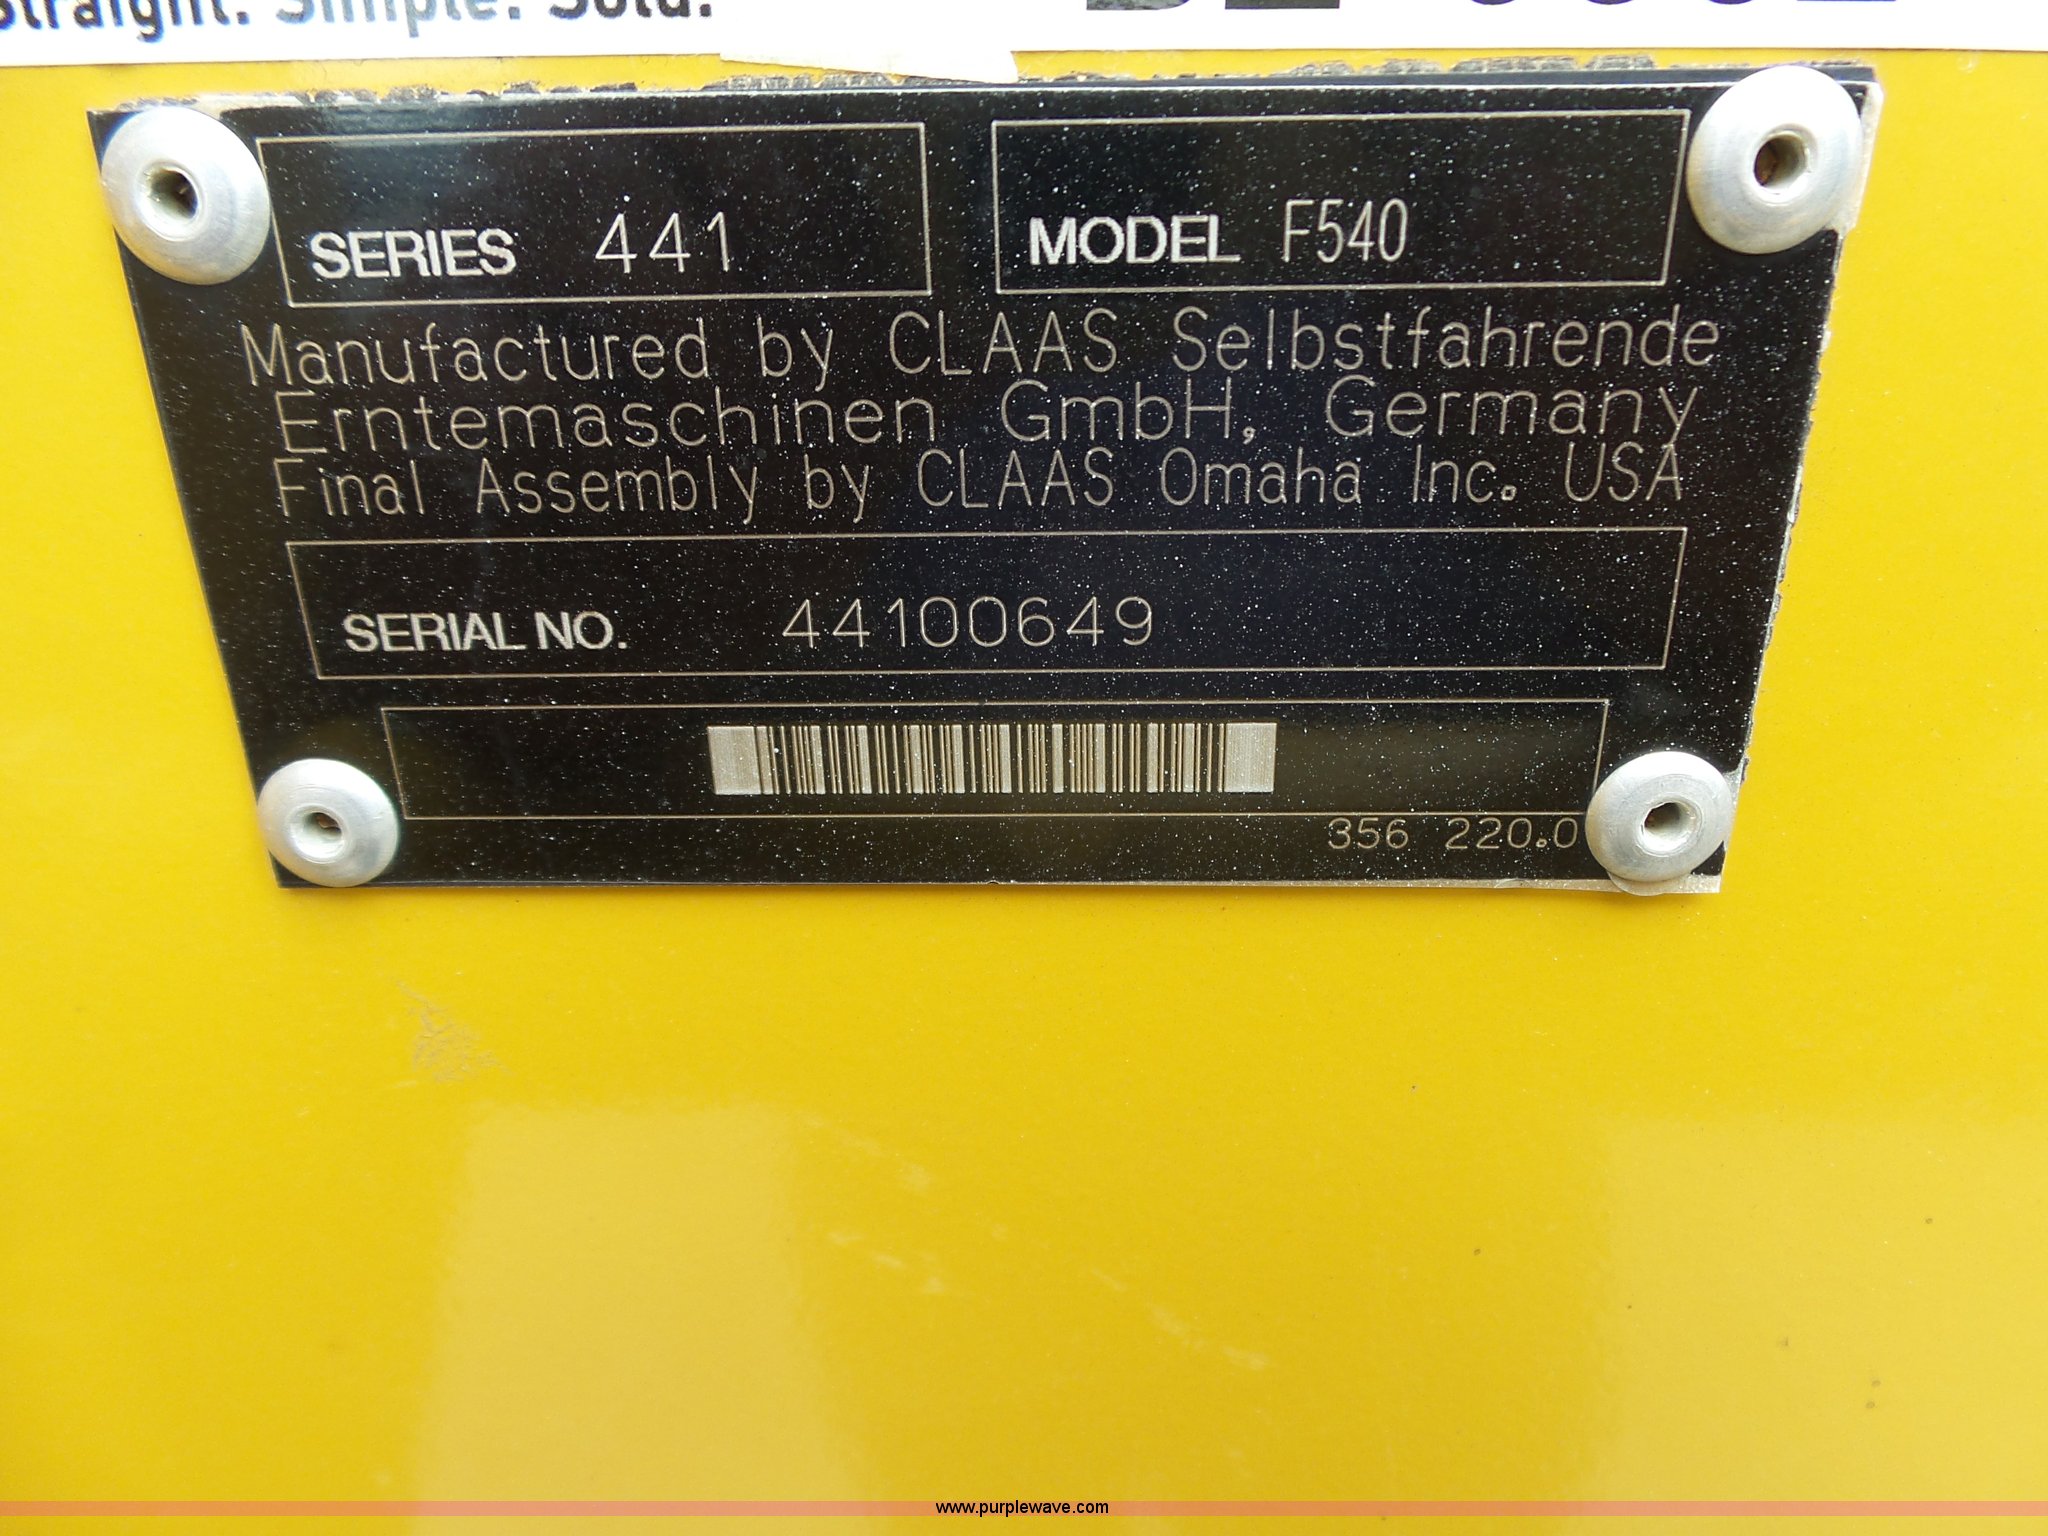 Straight. Simple. Sold.
SERIES 441
MODEL F540
Manufactured by CLAAS Selbstfahrende
Erntemaschinen GmbH, Germany
Final Assembly by CLAAS Omaha Inc. USA
SERIAL NO. 44100649
356 220.0
www.purplewave.com